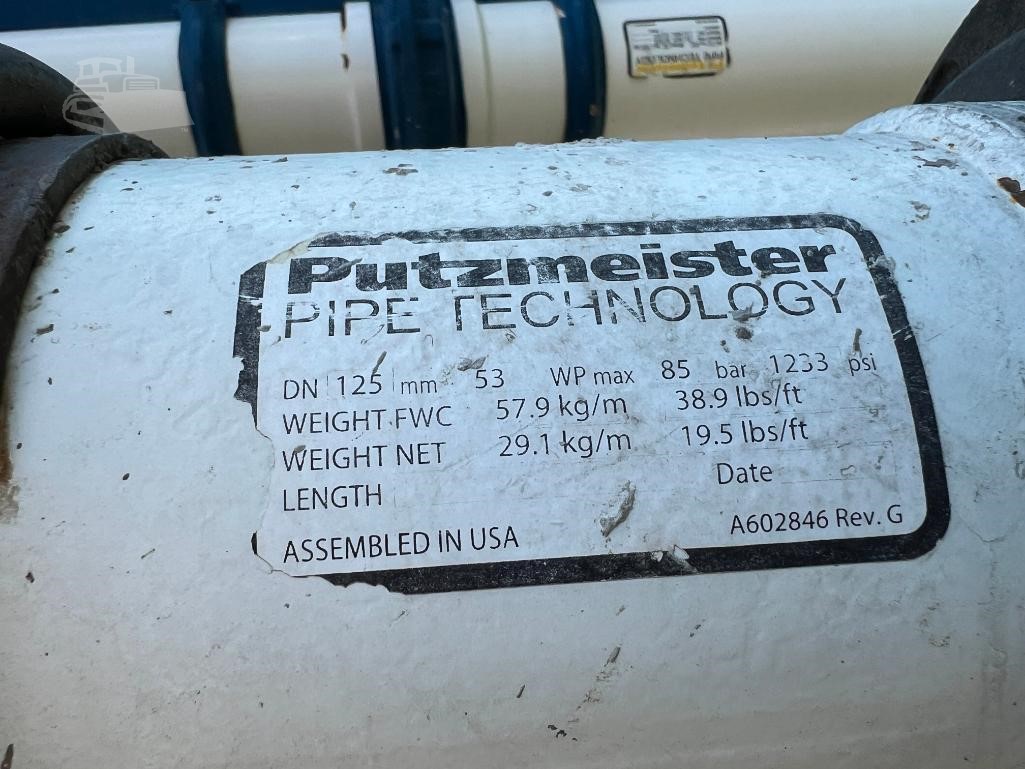 Putzmeister
PIPE TECHNOLOGY
DN 125 mm 53 WP max 85 bar 1233 psi
WEIGHT FWC 57.9 kg/m 38.9 lbs/ft
WEIGHT NET 29.1 kg/m 19.5 lbs/ft
LENGTH Date
ASSEMBLED IN USA A602846 Rev. G
PIPE TECHNOLOGY